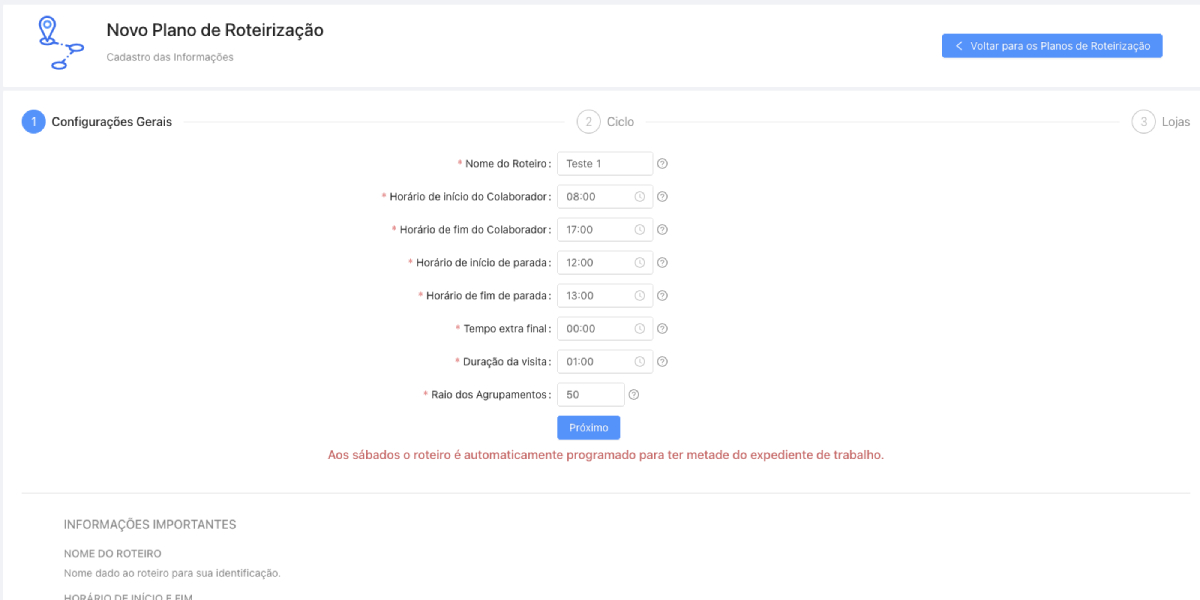 Novo Plano de Roteirização
Cadastro das Informações
Voltar para os Planos de Roteirização
1 Configurações Gerais
2 Ciclo
3 Lojas
* Nome do Roteiro: Teste 1
* Horário de início do Colaborador: 08:00
* Horário de fim do Colaborador: 17:00
* Horário de início de parada: 12:00
* Horário de fim de parada: 13:00
* Tempo extra final: 00:00
* Duração da visita: 01:00
* Raio dos Agrupamentos: 50
Próximo
Aos sábados o roteiro é automaticamente programado para ter metade do expediente de trabalho.
INFORMAÇÕES IMPORTANTES
NOME DO ROTEIRO
Nome dado ao roteiro para sua identificação.
HORÁRIO DE INÍCIO E FIM